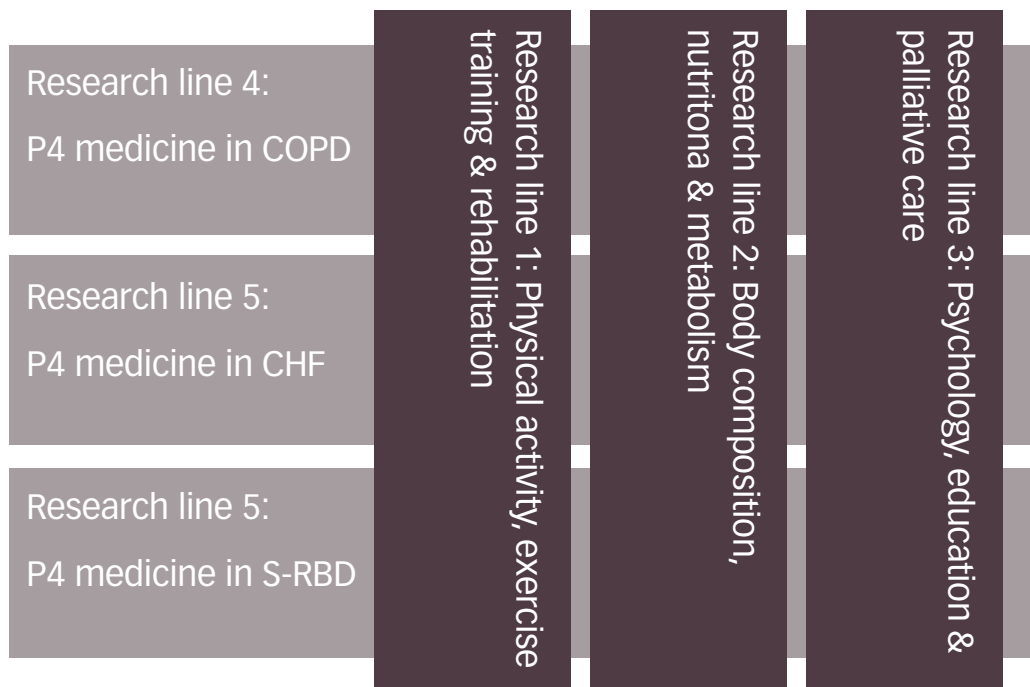 Research line 4:
P4 medicine in COPD
Research line 5:
P4 medicine in CHF
Research line 5:
P4 medicine in S-RBD
Research line 1: Physical activity, exercise
training & rehabilitation
Research line 2: Body composition,
nutritona & metabolism
Research line 3: Psychology, education &
palliative care